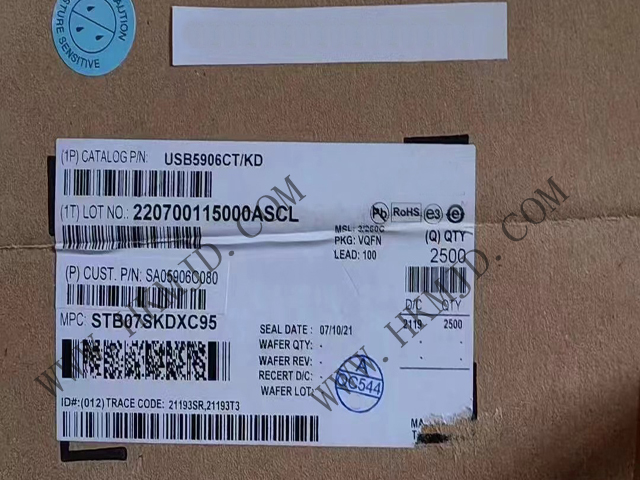 CAUTION
MOISTURE SENSITIVE
(1P) CATALOG P/N: USB5906CT/KD
(1T) LOT NO.: 220700115000ASCL
Pb RoHS e3 e
MSL: 3/260C
PKG: VQFN
LEAD: 100
(Q) QTY
2500
(P) CUST. P/N: SA05906C080
D/C QTY
2119 2500
MPC: STB07SKDXC95
SEAL DATE : 07/10/21
WAFER QTY: -
WAFER REV: -
RECERT D/C: -
WAFER LOT:
A
QC544
ID#:(012) TRACE CODE: 21193SR,21193T3
WWW.HKMJD.COM
WWW.HKMJD.COM